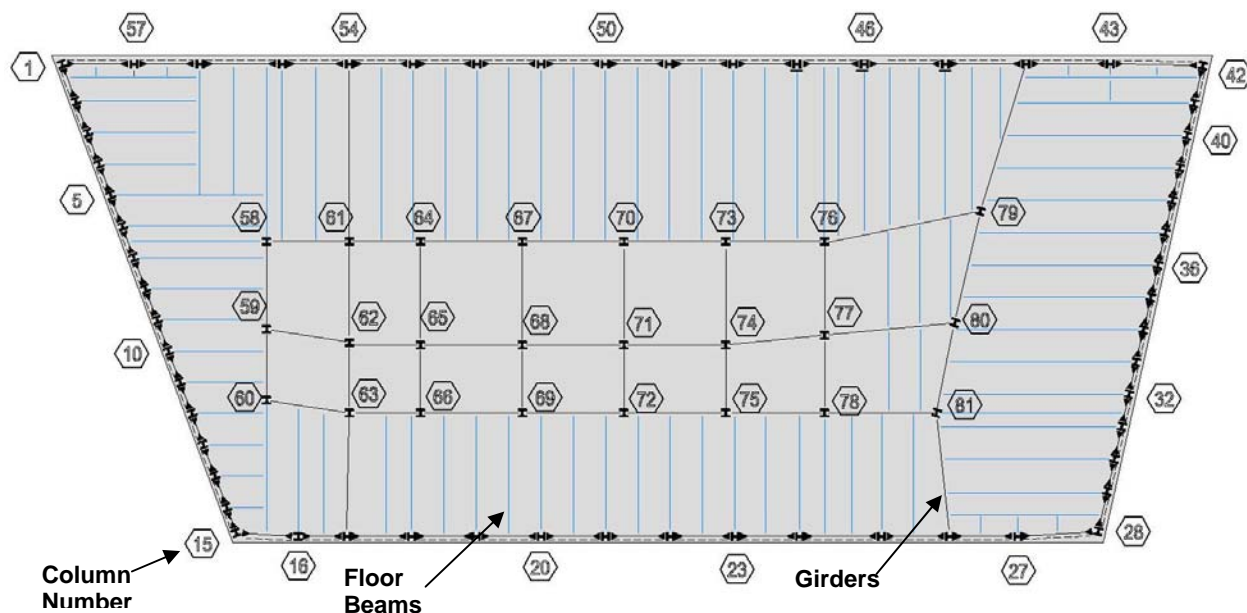 57 54 50 46 43
1 42
40
5
58 61 64 67 70 73 76 79
36
59 62 65 68 71 74 77 80
10
60 63 66 69 72 75 78 81 32
15 28
16 20 23 27
Column
Number
Floor
Beams
Girders